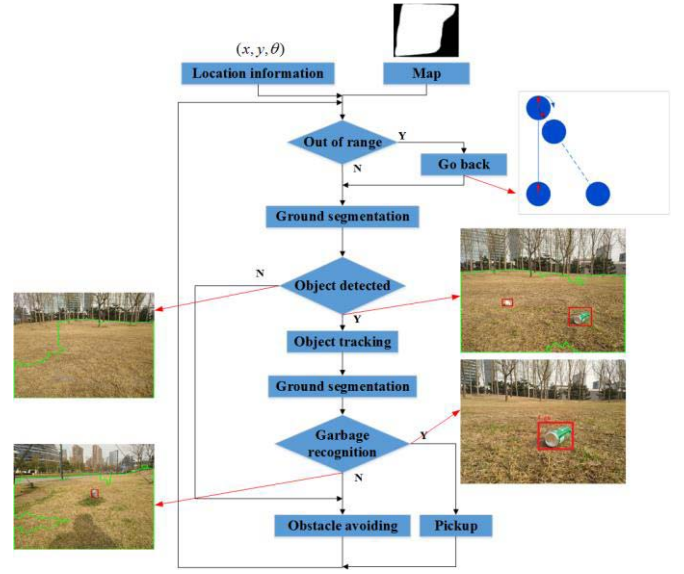 (x, y, θ)
Location information
Map
Out of range
Y
N
Go back
Ground segmentation
N
Object detected
Y
Object tracking
Ground segmentation
Garbage
recognition
Y
N
Obstacle avoiding
Pickup